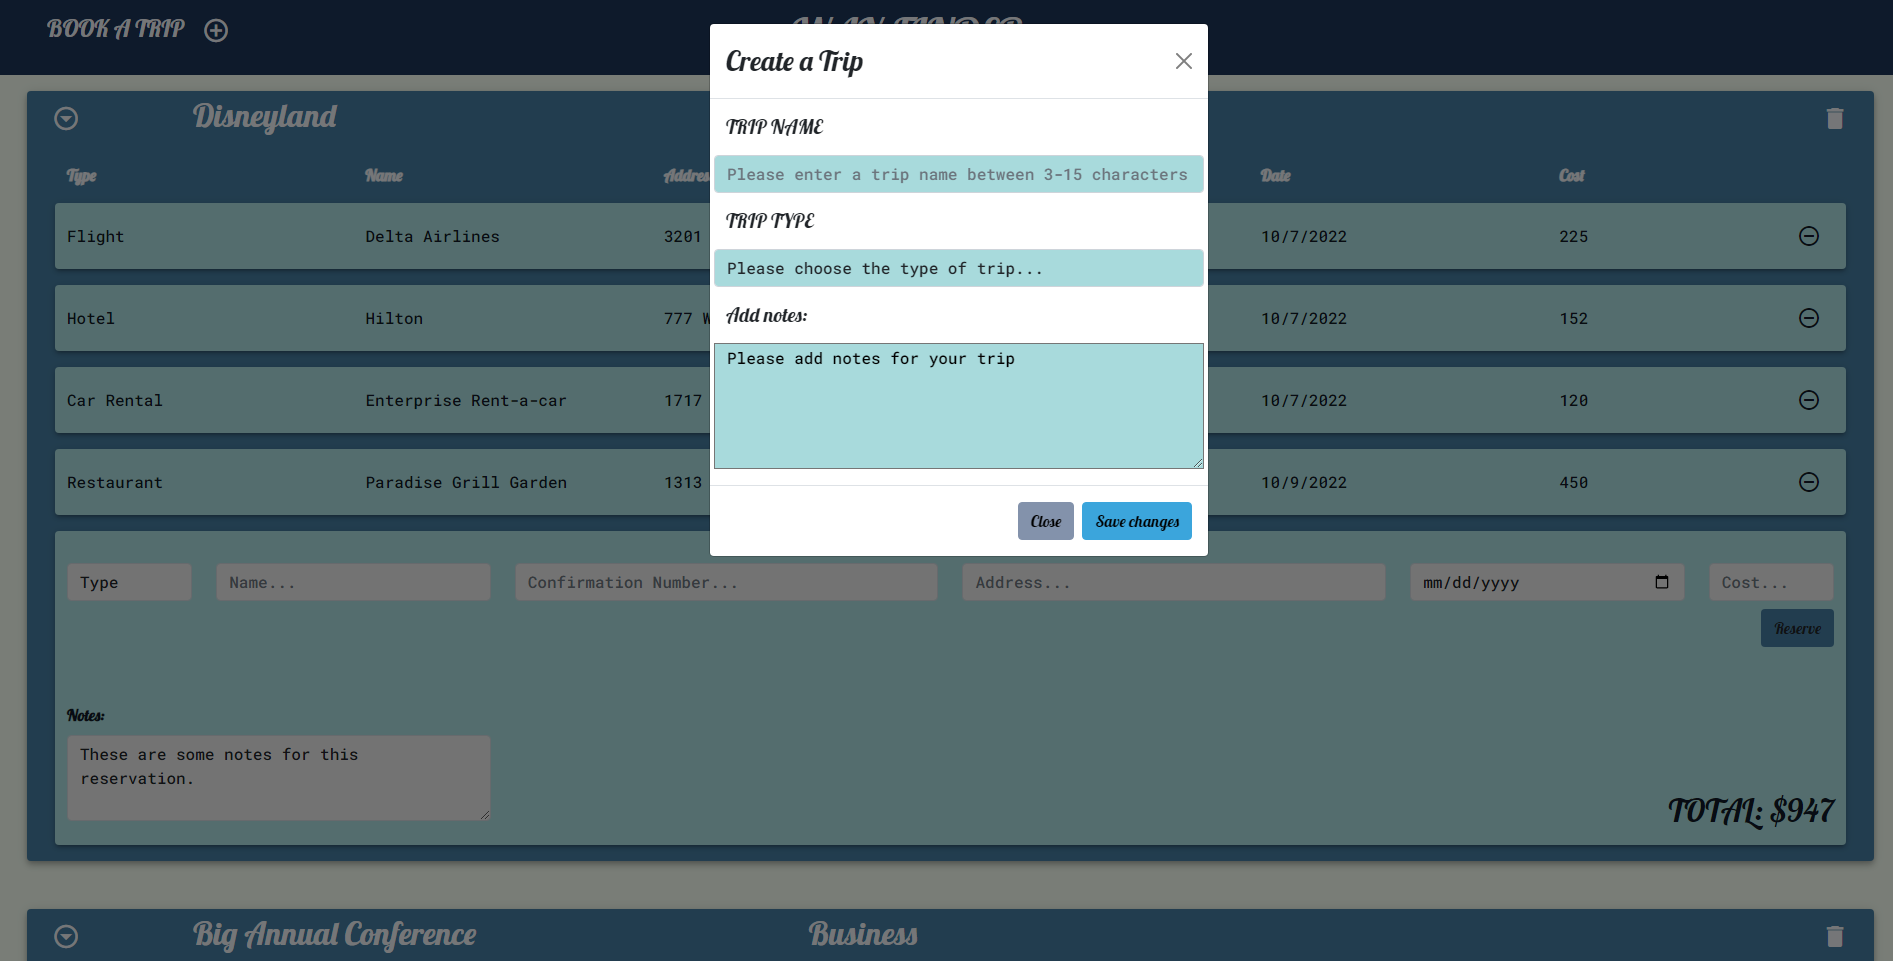 BOOK A TRIP
Create a Trip
Disneyland
TRIP NAME
Type Name Date Cost
Please enter a trip name between 3-15 characters
TRIP TYPE
Flight Delta Airlines 3201 10/7/2022 225
Please choose the type of trip...
Hotel Hilton 777 10/7/2022 152
Add notes:
Please add notes for your trip
Car Rental Enterprise Rent-a-car 1717 10/7/2022 120
Restaurant Paradise Grill Garden 1313 10/9/2022 450
Close Save changes
Type Name... Confirmation Number... Address... mm/dd/yyyy Cost...
Reserve
Notes:
These are some notes for this
reservation.
TOTAL: $947
Big Annual Conference Business